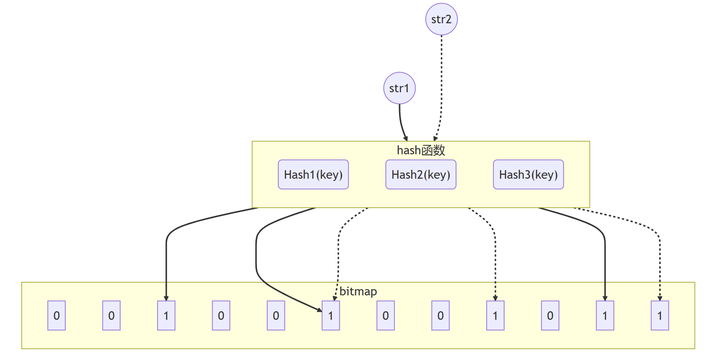 str2
str1
hash函数
Hash1(key) Hash2(key) Hash3(key)
bitmap
0 0 1 0 0 1 0 0 1 0 1 1